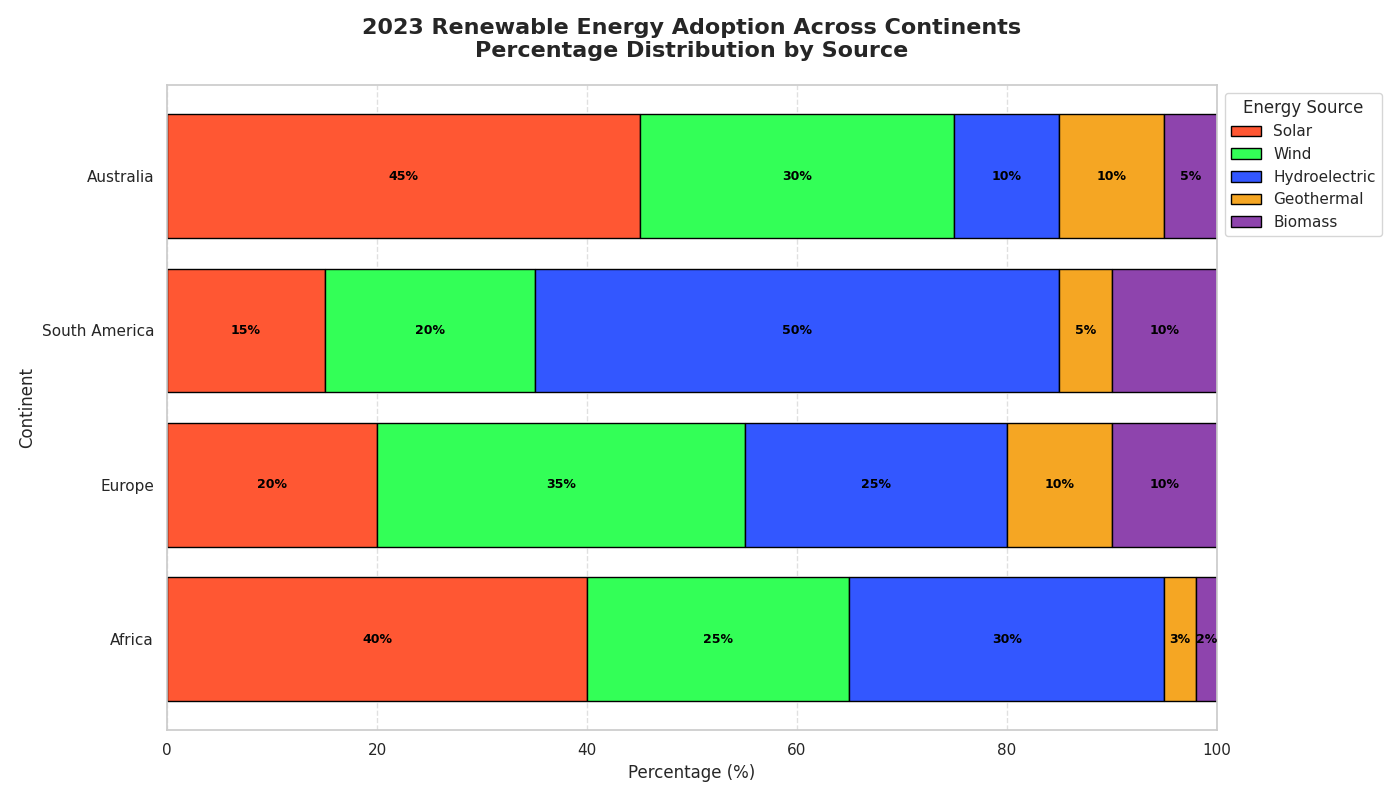 2023 Renewable Energy Adoption Across Continents
Percentage Distribution by Source
Energy Source
Solar
Wind
Hydroelectric
Geothermal
Biomass
Continent
Australia
45% 30% 10% 10% 5%
South America
15% 20% 50% 5% 10%
Europe
20% 35% 25% 10% 10%
Africa
40% 25% 30% 3% 2%
0 20 40 60 80 100
Percentage (%)